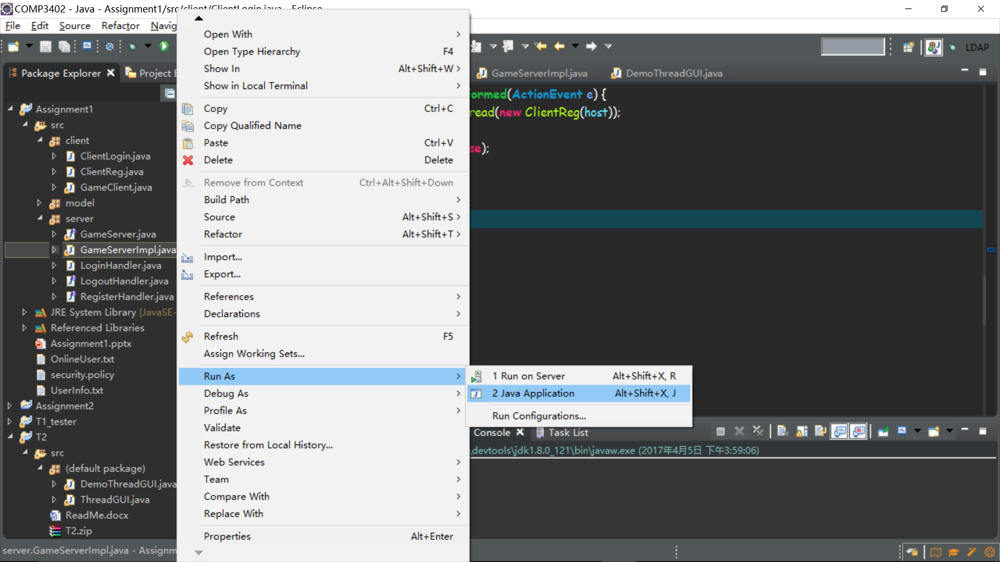 COMP3402 - Java - Assignment1/src/client/ClientLogin.java - Eclipse
File Edit Source Refactor Navig
LDAP
Package Explorer
Project E
GameServerImpl.java
DemoThreadGUI.java
Assignment1
src
client
ClientLogin.java
ClientReg.java
GameClient.java
model
server
GameServer.java
GameServerImpl.java
LoginHandler.java
LogoutHandler.java
RegisterHandler.java
JRE System Library [JavaSE-
Referenced Libraries
Assignment1.pptx
OnlineUser.txt
security.policy
UserInfo.txt
Assignment2
T1_tester
T2
src
(default package)
DemoThreadGUI.java
ThreadGUI.java
ReadMe.docx
T2.zip
server.GameServerImpl.java - Assignm
Open With
Open Type Hierarchy F4
Show In Alt+Shift+W
Show in Local Terminal
Copy Ctrl+C
Copy Qualified Name
Paste Ctrl+V
Delete Delete
Remove from Context Ctrl+Alt+Shift+Down
Build Path
Source Alt+Shift+S
Refactor Alt+Shift+T
Import...
Export...
References
Declarations
Refresh F5
Assign Working Sets...
Run As
Debug As
Profile As
Validate
Restore from Local History...
Web Services
Team
Compare With
Replace With
Properties Alt+Enter
1 Run on Server Alt+Shift+X, R
2 Java Application Alt+Shift+X, J
Run Configurations...
formed(ActionEvent e) {
read(new ClientReg(host));
se);
Console
Task List
\devtools\jdk1.8.0_121\bin\javaw.exe (2017年4月5日 下午3:59:06)